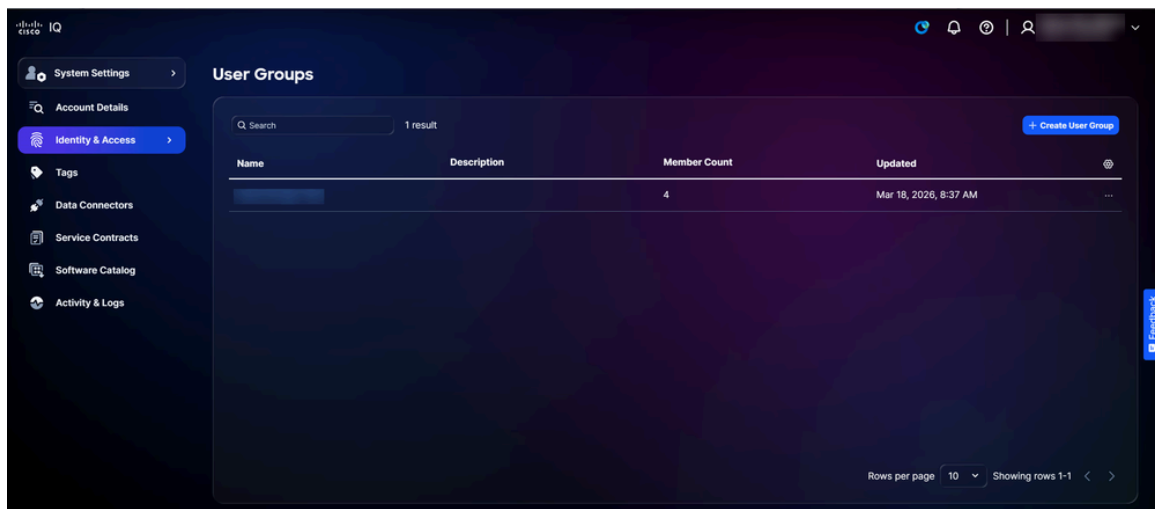 cisco IQ
System Settings
Account Details
Identity & Access
Tags
Data Connectors
Service Contracts
Software Catalog
Activity & Logs
User Groups
Search
1 result
+ Create User Group
Name Description Member Count Updated
4 Mar 18, 2026, 8:37 AM ...
Rows per page 10 Showing rows 1-1
Feedback